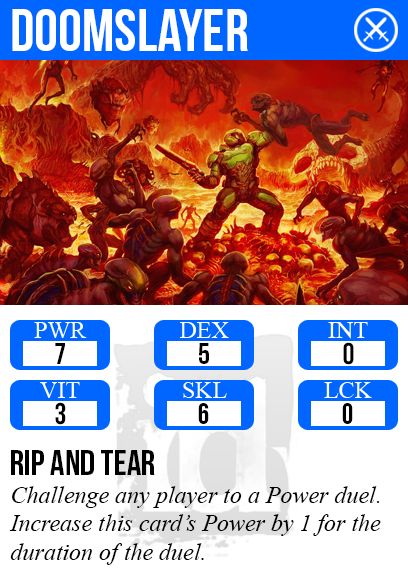 DOOMSLAYER
PWR DEX INT
7 5 0
VIT SKL LCK
3 6 0
RIP AND TEAR
Challenge any player to a Power duel.
Increase this card's Power by 1 for the
duration of the duel.